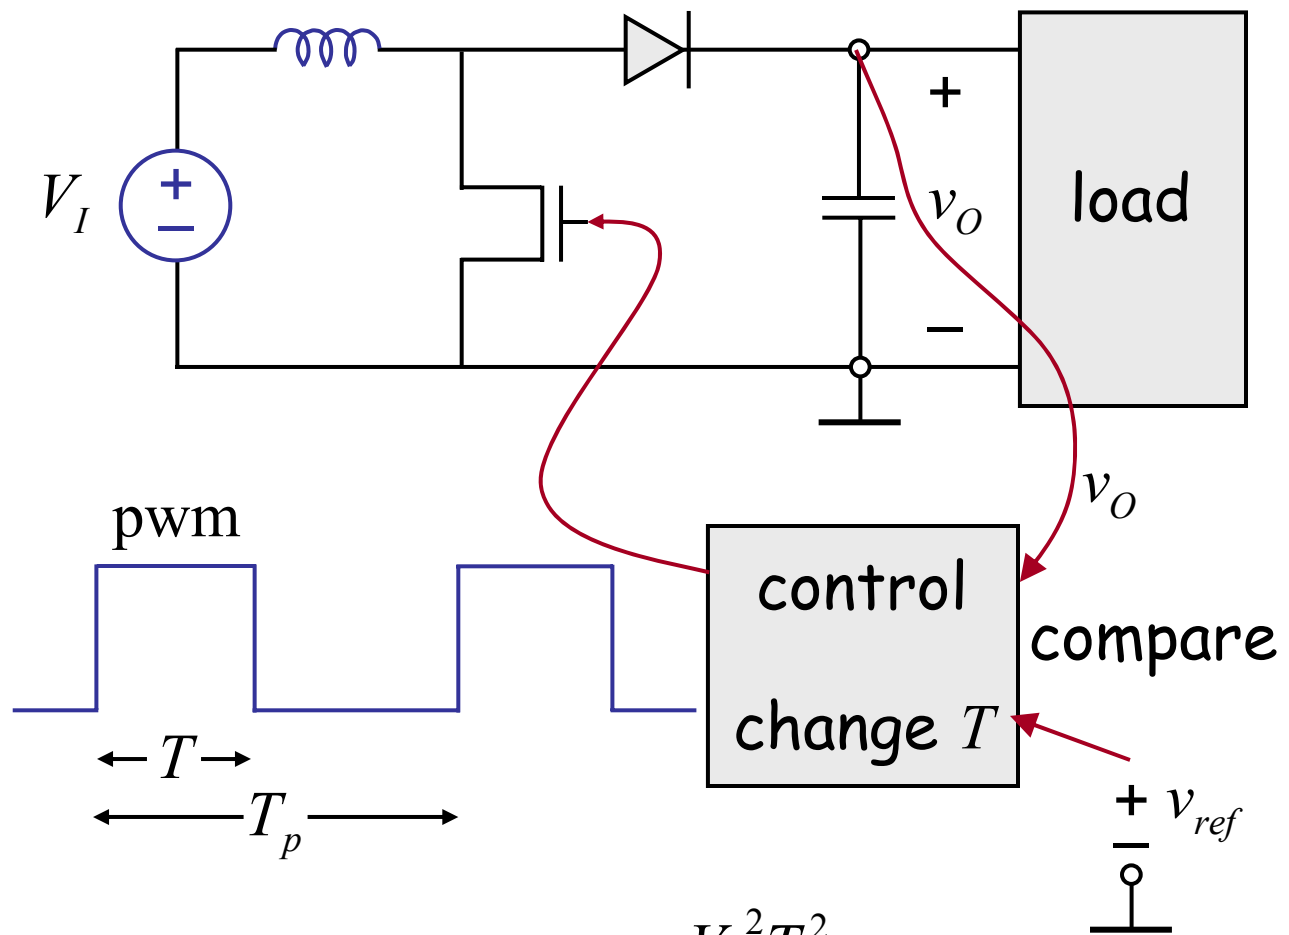 +
V_I
+
−
v_O
load
−
v_O
pwm
control
compare
change T
T
T_p
+ v_ref
−